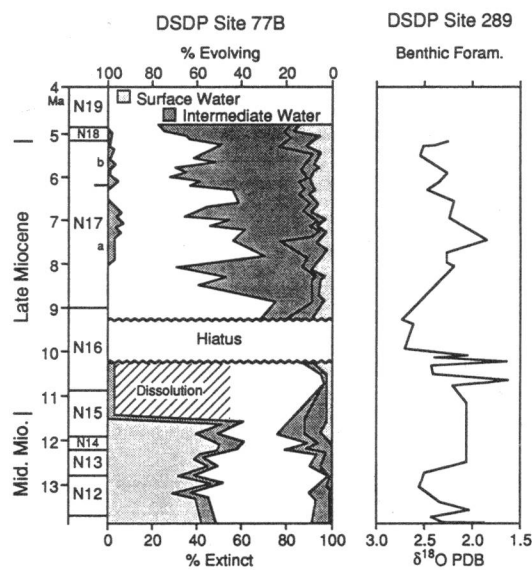 DSDP Site 77B
DSDP Site 289
% Evolving
Benthic Foram.
100 80 60 40 20 0
Surface Water
Intermediate Water
Ma
4
5
6
7
8
9
10
11
12
13
Late Miocene
Mid. Mio.
N19
N18
b
N17
a
N16
N15
N14
N13
N12
Hiatus
Dissolution
0 20 40 60 80 100
% Extinct
3.0 2.5 2.0 1.5
δ18O PDB